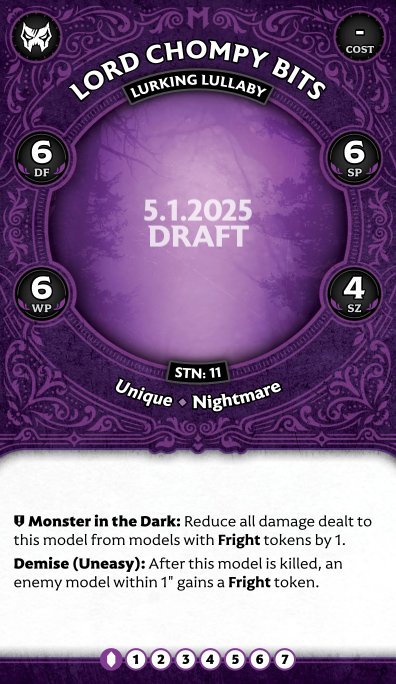 -
COST
LORD CHOMPY BITS
LURKING LULLABY
6
DF
6
SP
5.1.2025
DRAFT
6
WP
4
SZ
STN: 11
Unique ⬥ Nightmare
Monster in the Dark: Reduce all damage dealt to
this model from models with Fright tokens by 1.
Demise (Uneasy): After this model is killed, an
enemy model within 1" gains a Fright token.
1 2 3 4 5 6 7